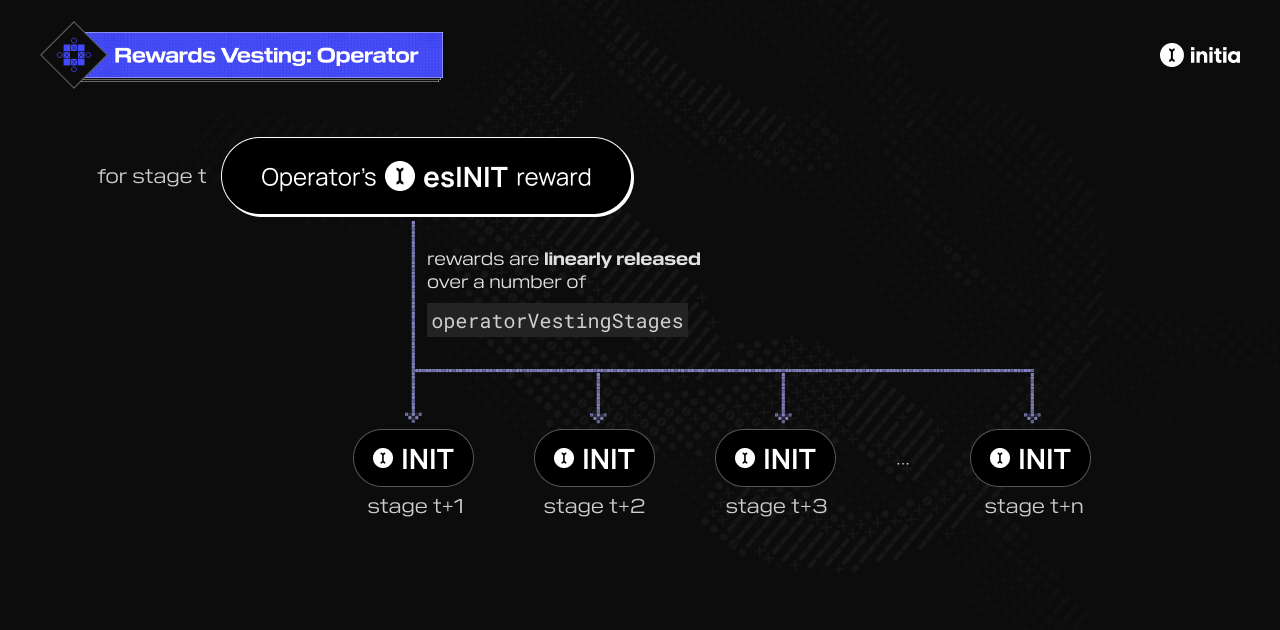 Rewards Vesting: Operator
initia
for stage t
Operator's esINIT reward
rewards are linearly released
over a number of
operatorVestingStages
INIT INIT INIT ... INIT
stage t+1 stage t+2 stage t+3 stage t+n